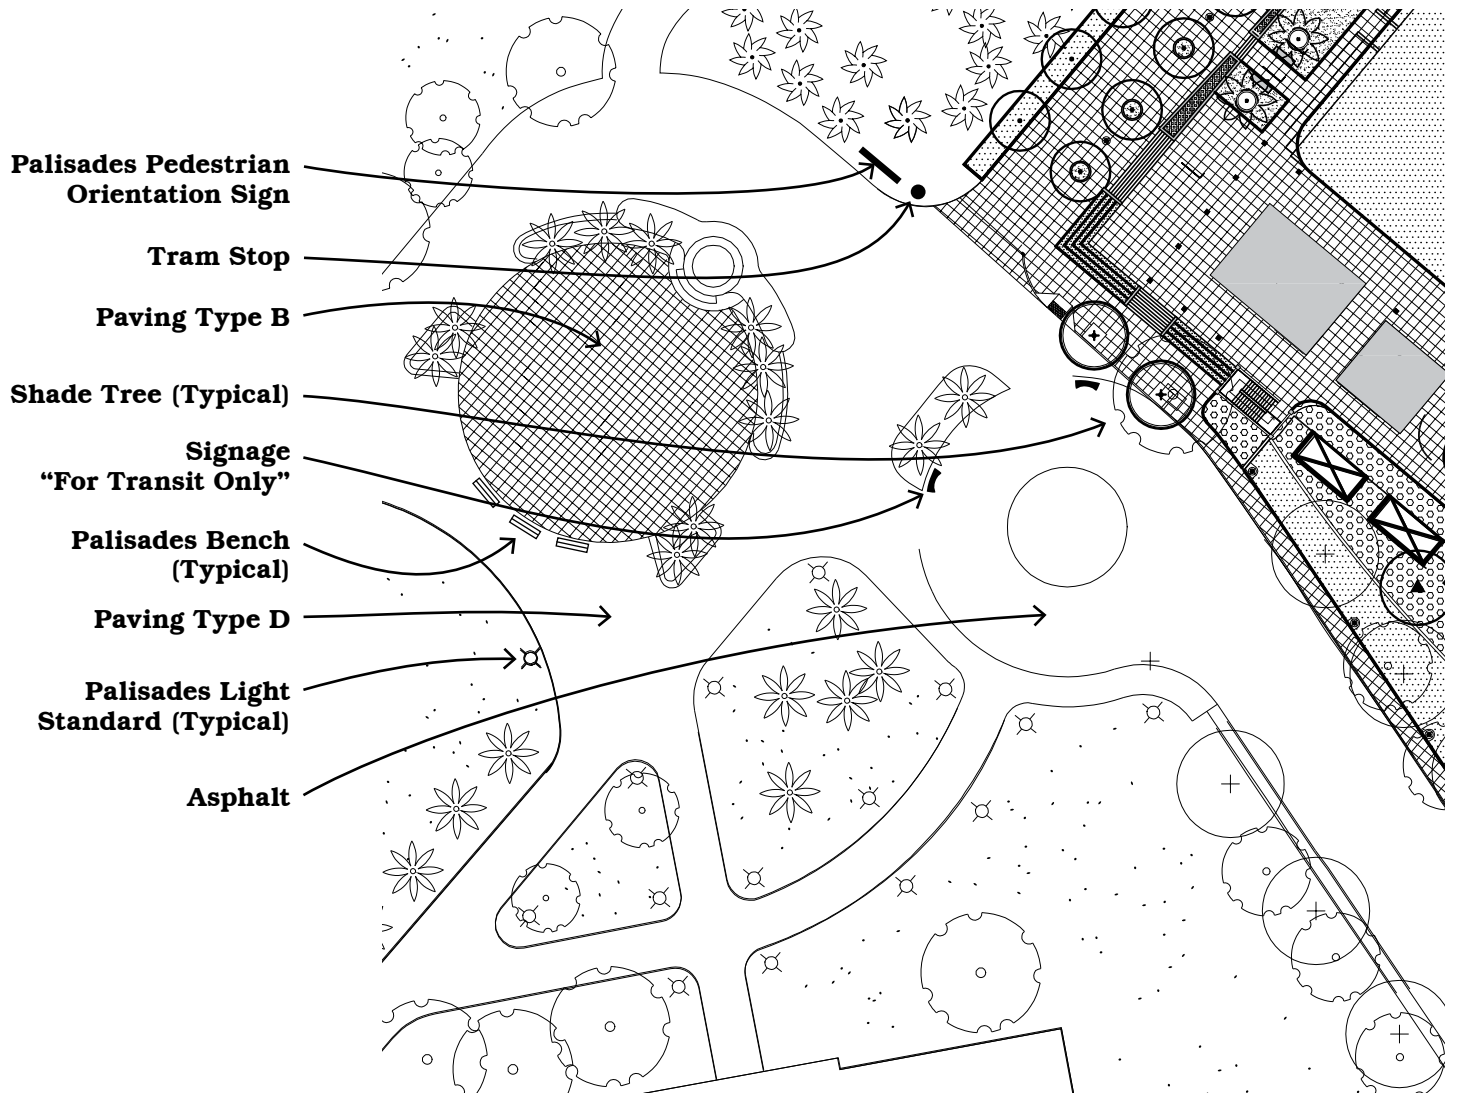 Palisades Pedestrian
Orientation Sign
Tram Stop
Paving Type B
Shade Tree (Typical)
Signage
“For Transit Only”
Palisades Bench
(Typical)
Paving Type D
Palisades Light
Standard (Typical)
Asphalt